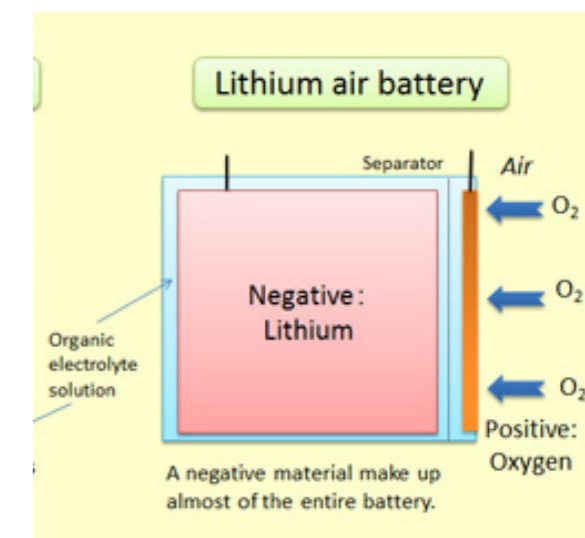 Lithium air battery
Separator
Air
O₂
Negative:
Lithium
O₂
Organic
electrolyte
solution
O₂
Positive:
Oxygen
s
A negative material make up
almost of the entire battery.